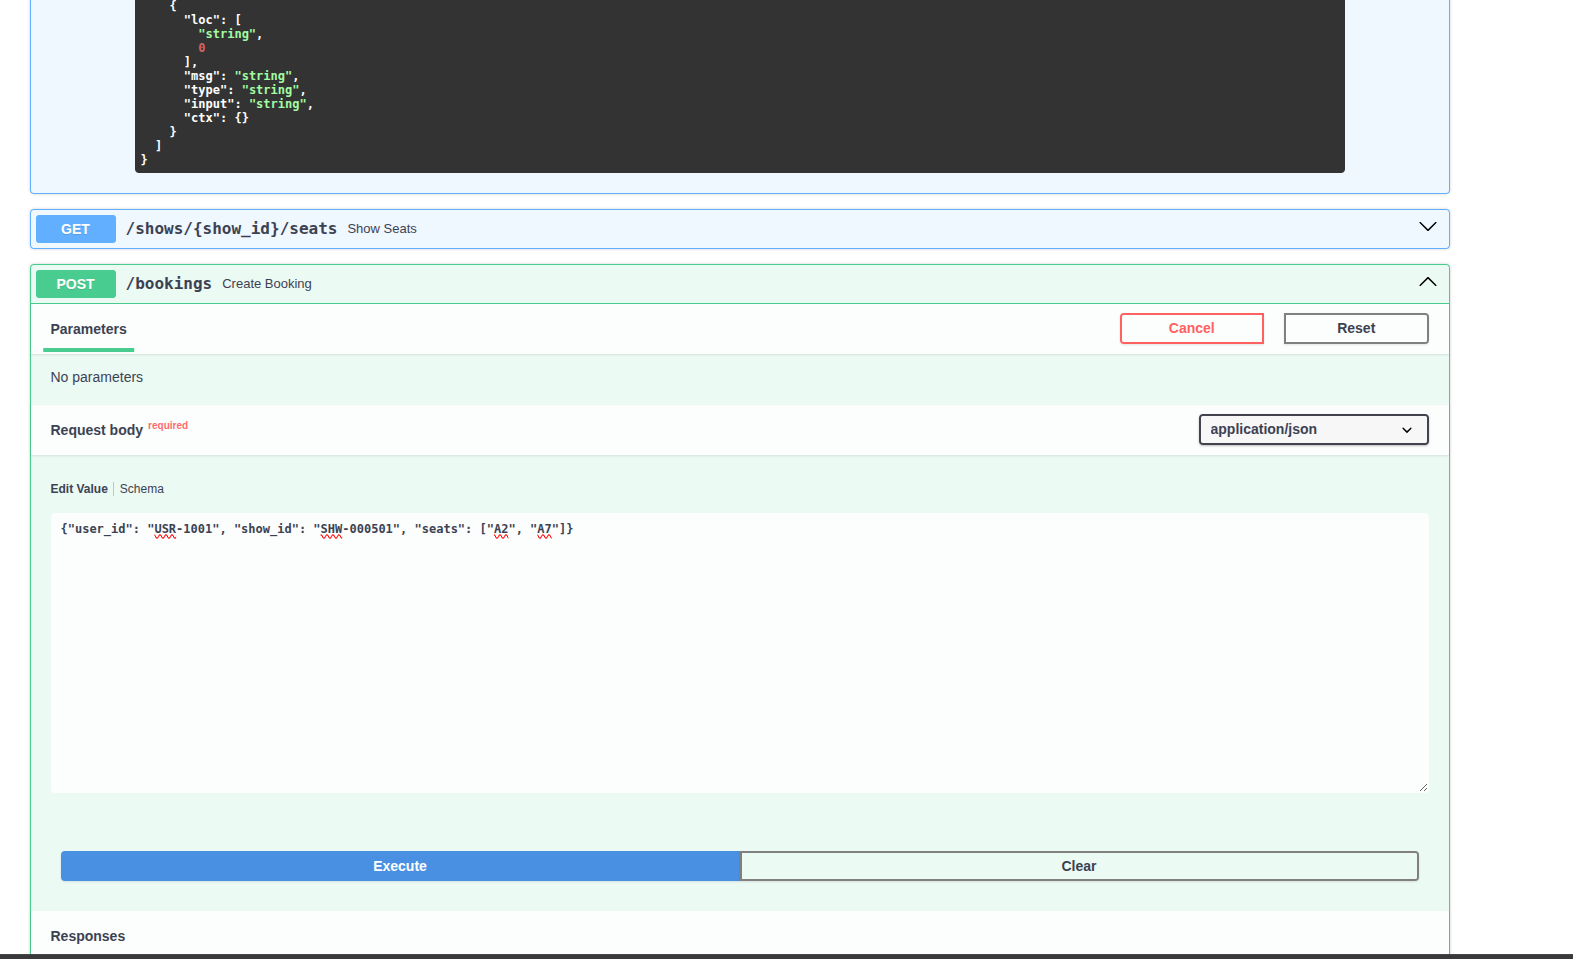 {
"loc": [
"string",
0
],
"msg": "string",
"type": "string",
"input": "string",
"ctx": {}
}
]
}
GET /shows/{show_id}/seats Show Seats
POST /bookings Create Booking
Parameters Cancel Reset
No parameters
Request body required application/json
Edit Value Schema
{"user_id": "USR-1001", "show_id": "SHW-000501", "seats": ["A2", "A7"]}
Execute Clear
Responses